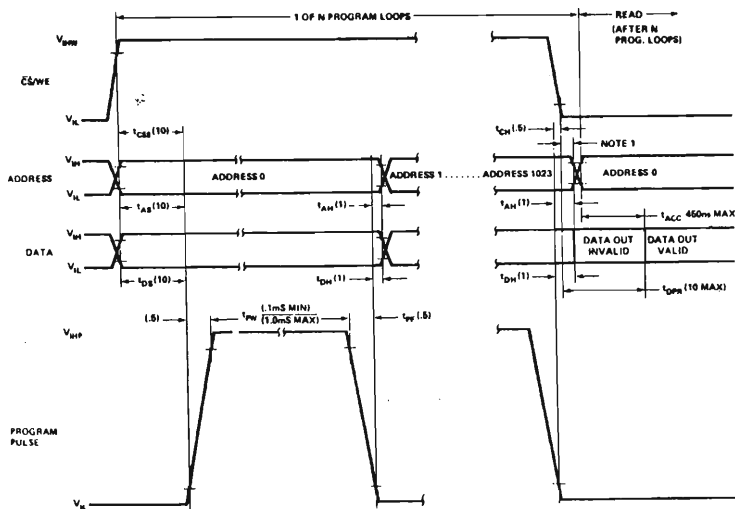 1 OF N PROGRAM LOOPS
READ
(AFTER N
PROG. LOOPS)
VIHW
CS/WE
VIL
tCSS (10)
tCH (.5)
NOTE 1
VIH
ADDRESS
VIL
ADDRESS 0
ADDRESS 1 ...... ADDRESS 1023
ADDRESS 0
tAS (10)
tAH (1)
tAH (1)
tACC 450ns MAX
VIH
DATA
VIL
DATA OUT
INVALID
DATA OUT
VALID
tDS (10)
tDH (1)
tDH (1)
tDPR (10 MAX)
(.5)
tPW (.1mS MIN)
(1.0mS MAX)
tPF (.5)
VIHP
PROGRAM
PULSE
VIL